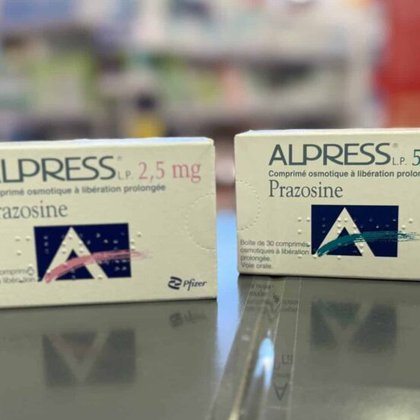 ALPRESS® L.P. 2,5 mg
comprimé osmotique à libération prolongée
Prazosine
Pfizer
ALPRESS® L.P. 5
Comprimé osmotique à libération prolon
Prazosine
Boîte de 30 comprimés
osmotiques à libération
prolongée.
Voie orale.